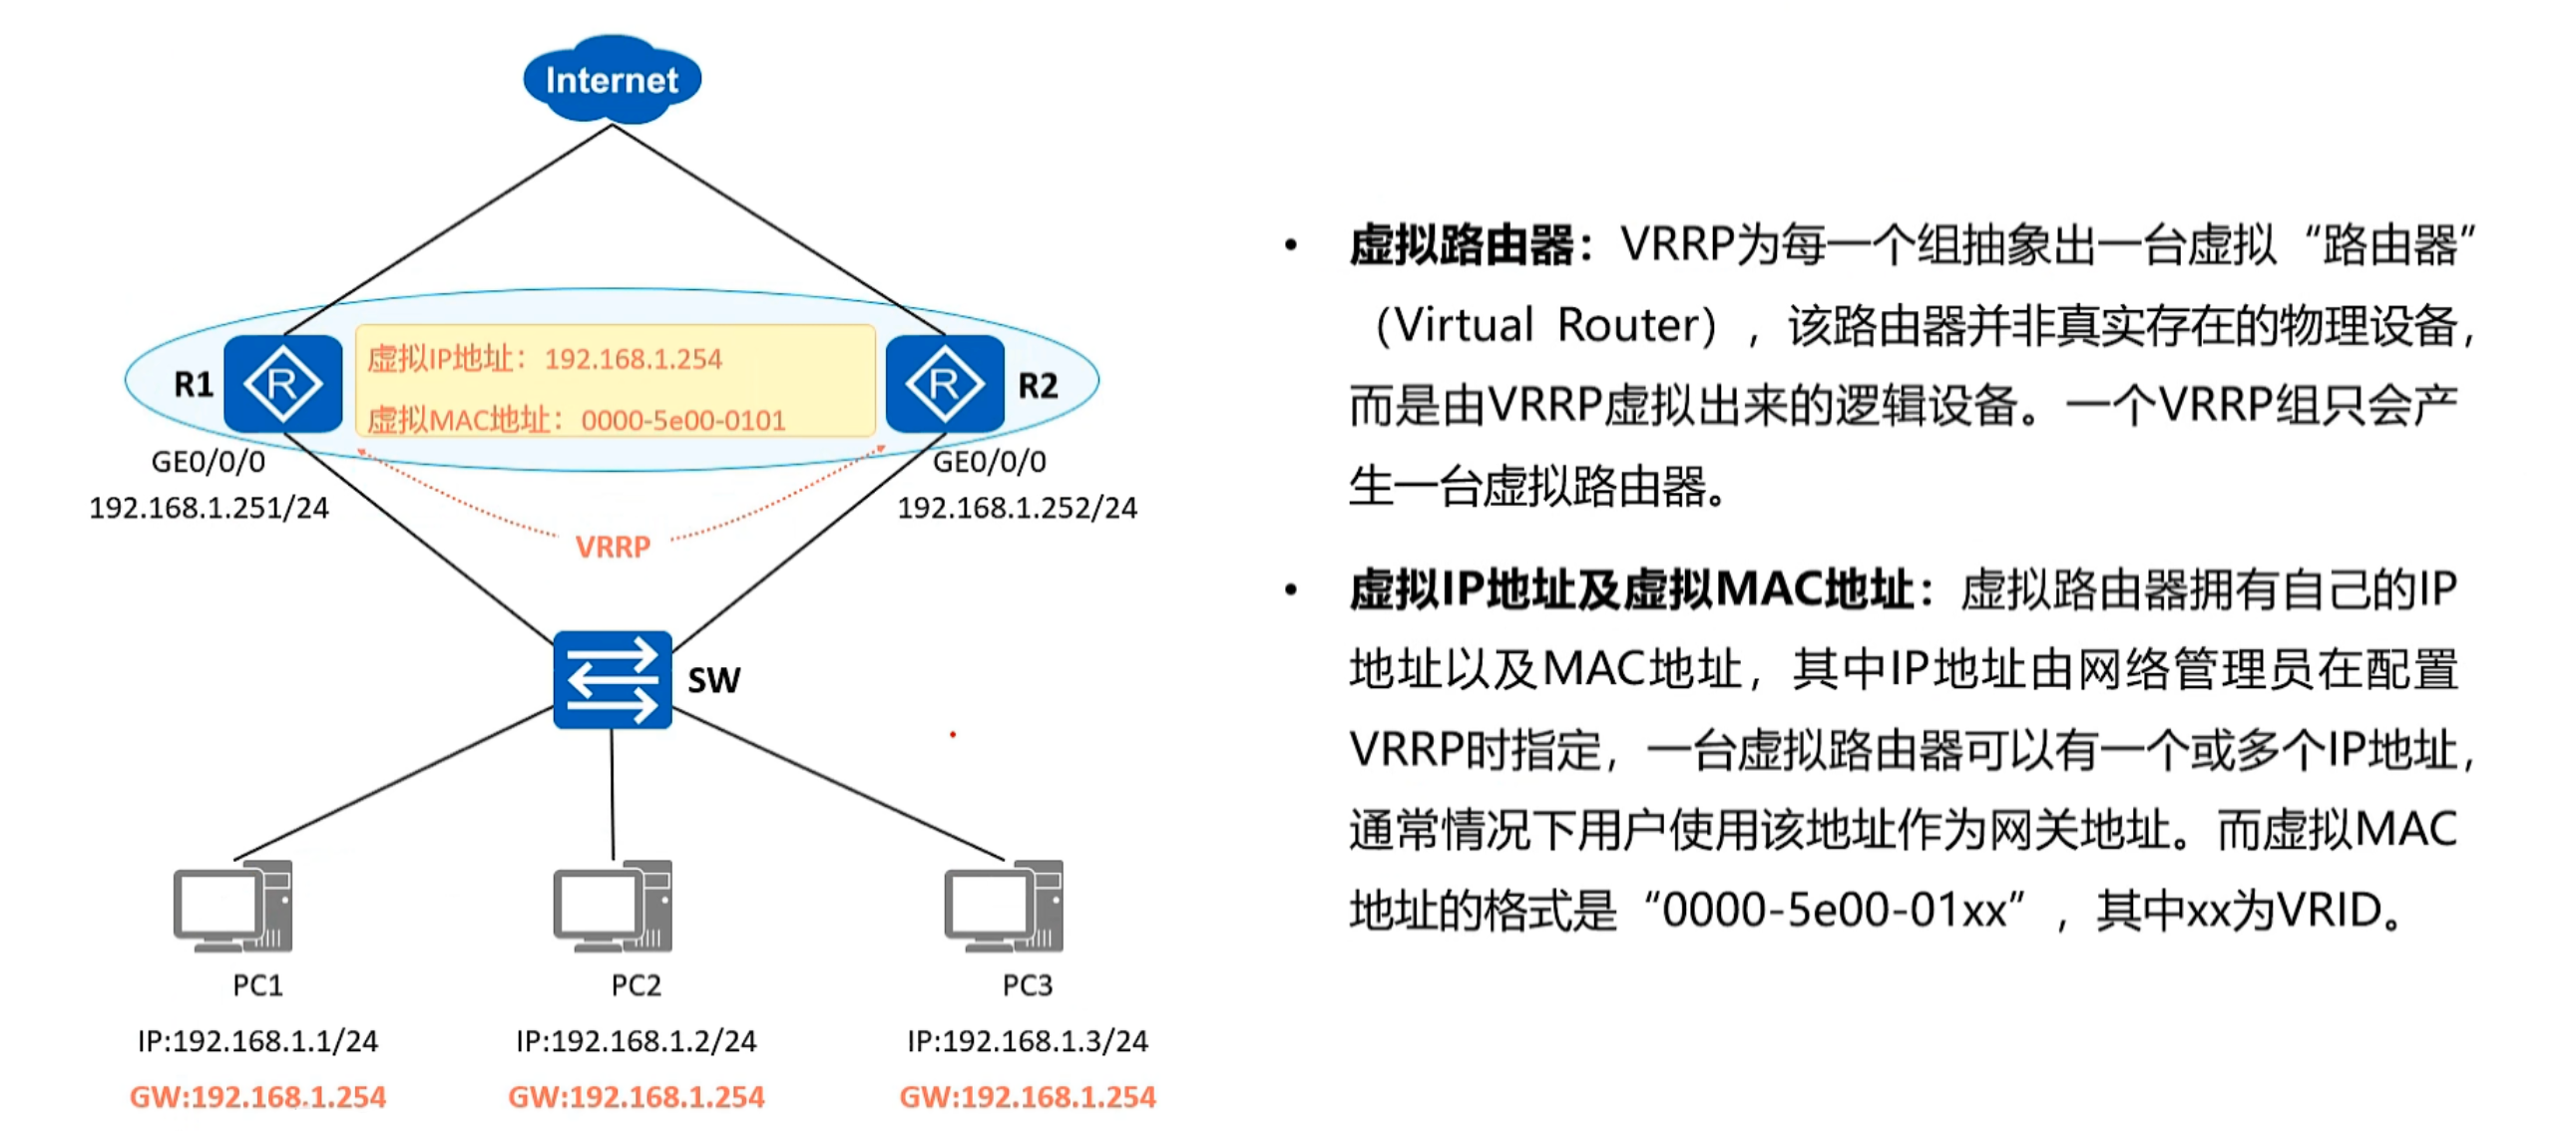 Internet
虚拟IP地址：192.168.1.254
R1
R
R
R2
虚拟MAC地址：0000-5e00-0101
GE0/0/0
GE0/0/0
192.168.1.251/24
192.168.1.252/24
VRRP
SW
PC1
PC2
PC3
IP:192.168.1.1/24
IP:192.168.1.2/24
IP:192.168.1.3/24
GW:192.168.1.254
GW:192.168.1.254
GW:192.168.1.254
• 虚拟路由器：VRRP为每一个组抽象出一台虚拟“路由器”
（Virtual Router），该路由器并非真实存在的物理设备，
而是由VRRP虚拟出来的逻辑设备。一个VRRP组只会产
生一台虚拟路由器。
• 虚拟IP地址及虚拟MAC地址：虚拟路由器拥有自己的IP
地址以及MAC地址，其中IP地址由网络管理员在配置
VRRP时指定，一台虚拟路由器可以有一个或多个IP地址，
通常情况下用户使用该地址作为网关地址。而虚拟MAC
地址的格式是“0000-5e00-01xx”，其中xx为VRID。